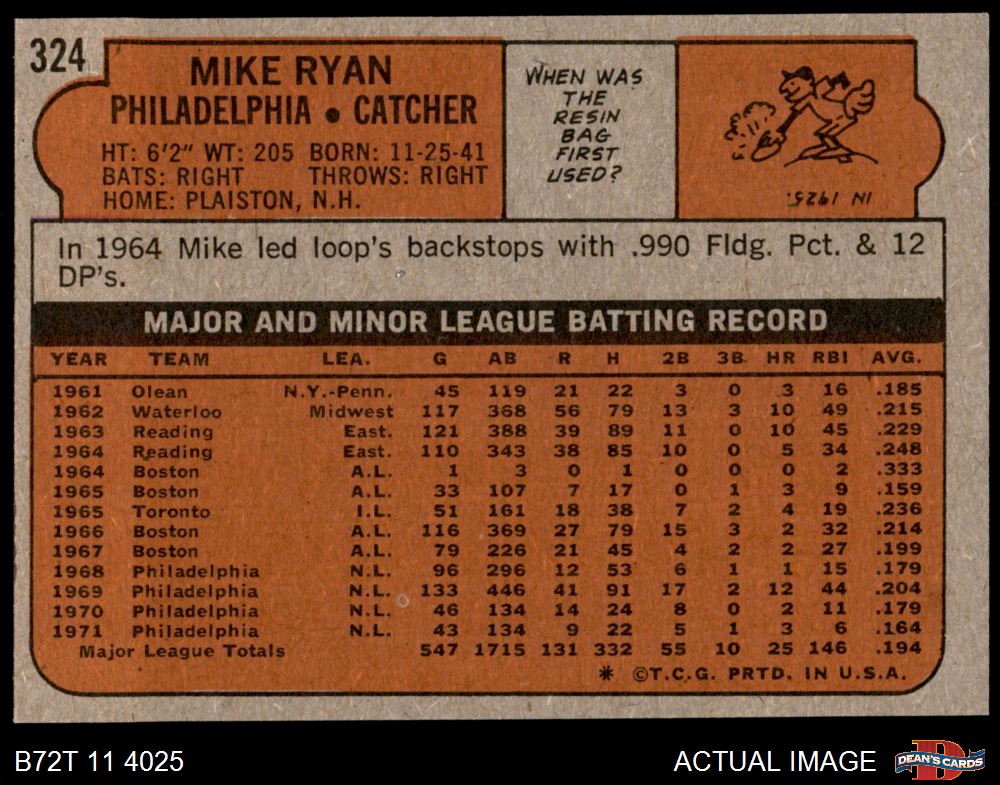 324
MIKE RYAN
PHILADELPHIA • CATCHER
HT: 6'2" WT: 205 BORN: 11-25-41
BATS: RIGHT THROWS: RIGHT
HOME: PLAISTON, N.H.
WHEN WAS
THE
RESIN
BAG
FIRST
USED?
IN 1925.
In 1964 Mike led loop's backstops with .990 Fldg. Pct. & 12
DP's.
MAJOR AND MINOR LEAGUE BATTING RECORD
YEAR TEAM LEA. G AB R H 2B 3B HR RBI AVG.
1961 Olean N.Y.-Penn. 45 119 21 22 3 0 3 16 .185
1962 Waterloo Midwest 117 368 56 79 13 3 10 49 .215
1963 Reading East. 121 388 39 89 11 0 10 45 .229
1964 Reading East. 110 343 38 85 10 0 5 34 .248
1964 Boston A.L. 1 3 0 1 0 0 0 2 .333
1965 Boston A.L. 33 107 7 17 0 1 3 9 .159
1965 Toronto I.L. 51 161 18 38 7 2 4 19 .236
1966 Boston A.L. 116 369 27 79 15 3 2 32 .214
1967 Boston A.L. 79 226 21 45 4 2 2 27 .199
1968 Philadelphia N.L. 96 296 12 53 6 1 1 15 .179
1969 Philadelphia N.L. 133 446 41 91 17 2 12 44 .204
1970 Philadelphia N.L. 46 134 14 24 8 0 2 11 .179
1971 Philadelphia N.L. 43 134 9 22 5 1 3 6 .164
Major League Totals 547 1715 131 332 55 10 25 146 .194
* ©T.C.G. PRTD. IN U.S.A.
B72T 11 4025
ACTUAL IMAGE
D
DEAN'S CARDS